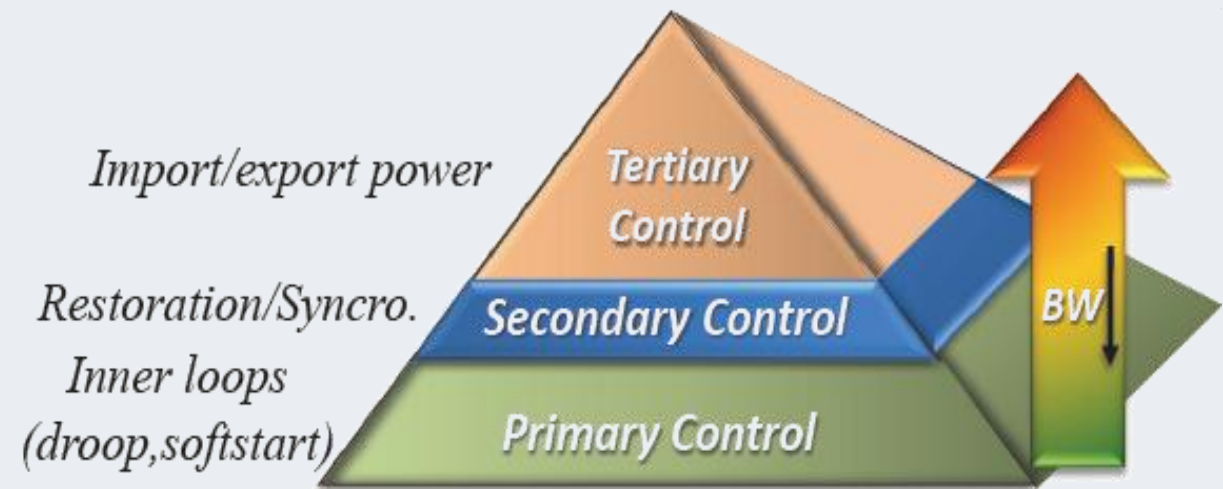 Import/export power
Tertiary
Control
Restoration/Syncro.
Secondary Control
BW
Inner loops
(droop,softstart)
Primary Control